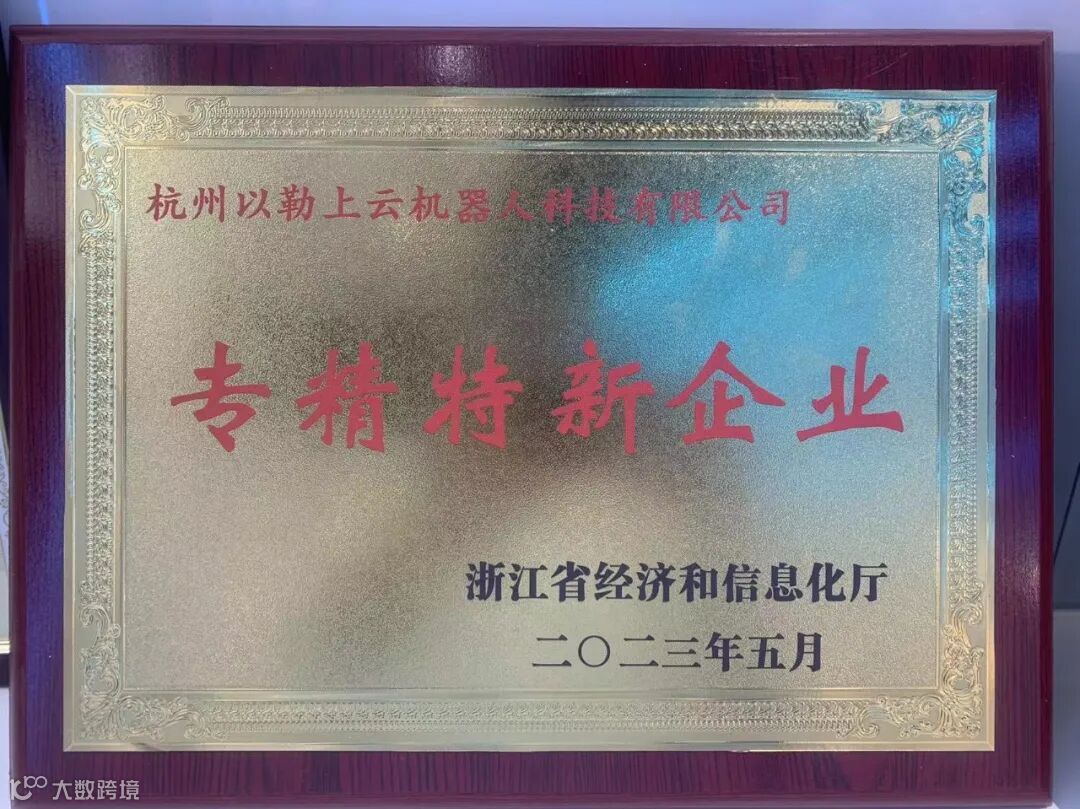 杭州以勒上云机器人科技有限公司
专精特新企业
浙江省经济和信息化厅
二〇二三年五月
大数跨境